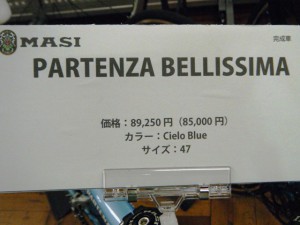 MASI
完成車
PARTENZA BELLISSIMA
価格：89,250円（85,000円）
カラー：Cielo Blue
サイズ：47